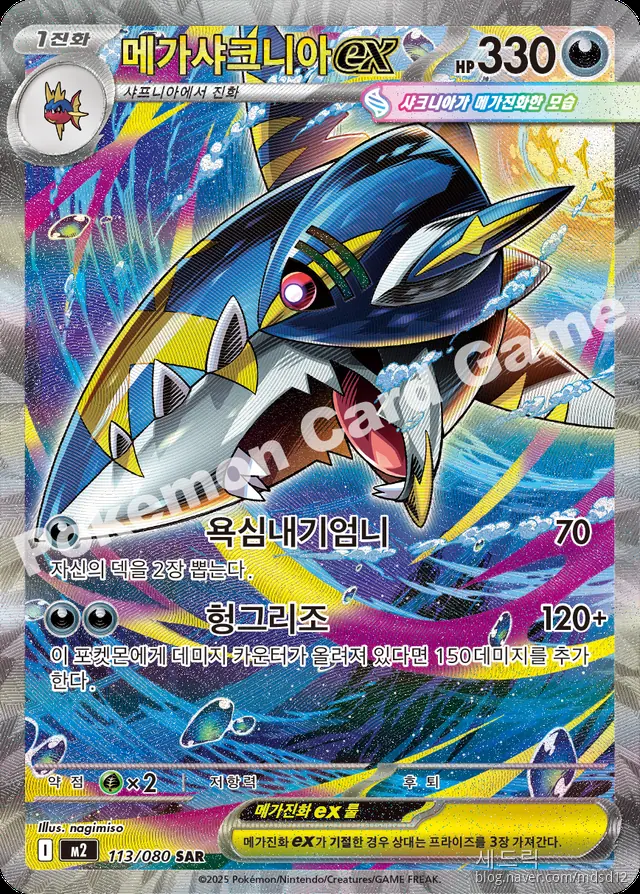 1진화
메가샤크니아ex
HP 330
샤프니아에서 진화
샤크니아가 메가진화한 모습
Pokémon Card Game
욕심내기엄니 70
자신의 덱을 2장 뽑는다.
헝그리조 120+
이 포켓몬에게 데미지 카운터가 올려져 있다면 150데미지를 추가
한다.
약점 ×2 저항력 후퇴
메가진화 ex 룰
메가진화 ex가 기절한 경우 상대는 프라이즈를 3장 가져간다.
Illus. nagimiso
I M2 113/080 SAR
©2025 Pokémon/Nintendo/Creatures/GAME FREAK.
세드릭
blog.naver.com/mdsd12